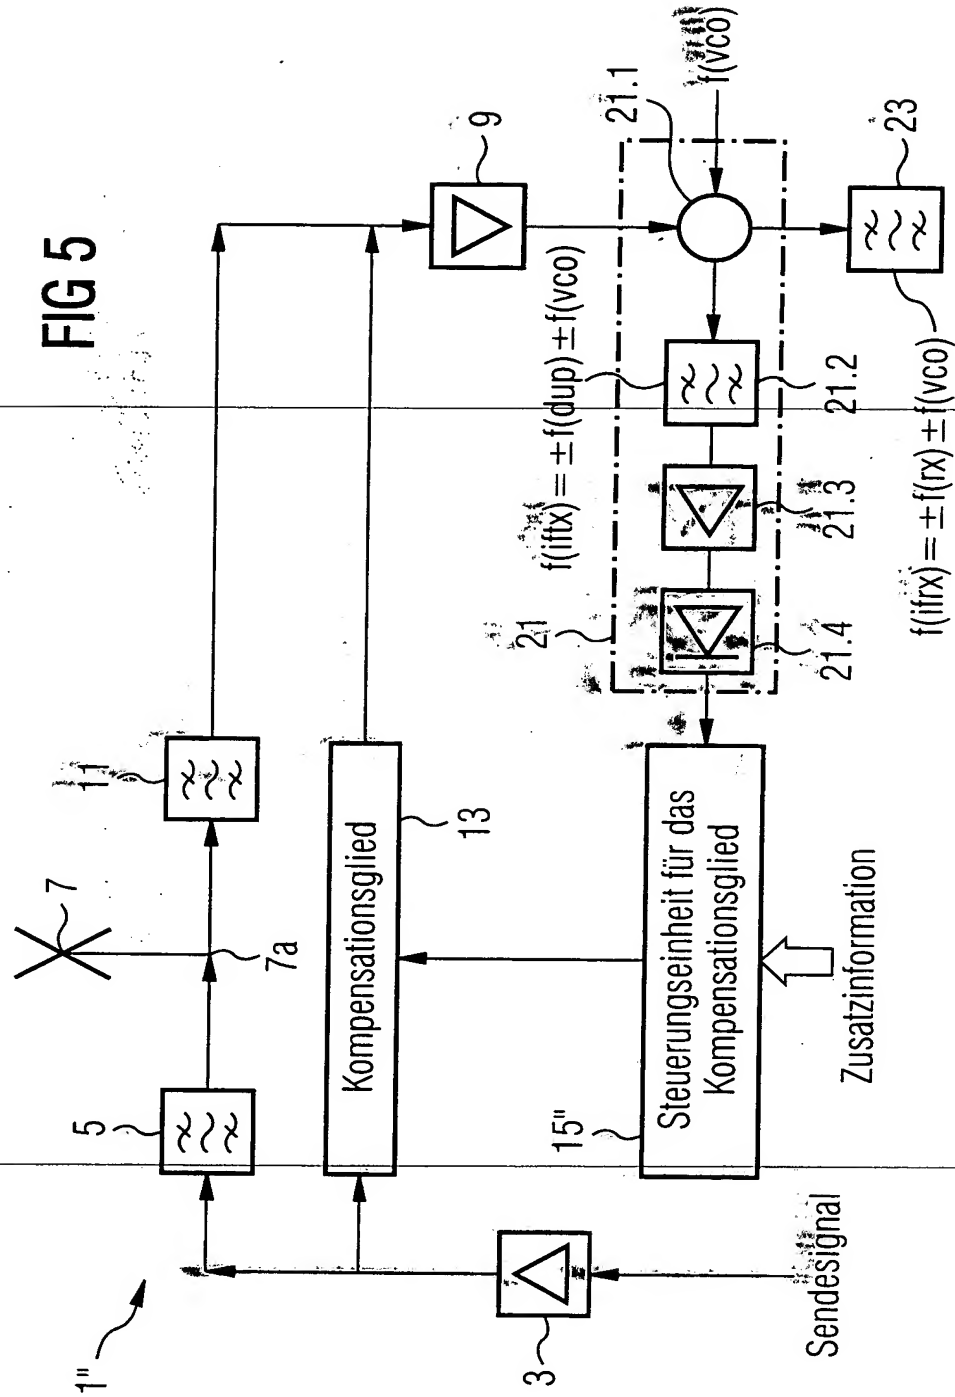 FIG 5
1"
3
5
7
7a
11
9
Kompensationsglied
13
Steuerungseinheit für das
Kompensationsglied
15"
Zusatzinformation
Sendesignal
21
f(iftx) = ±f(dup) ± f(vco)
21.1
f(vco)
21.2
21.3
21.4
23
f(ifrx) = ±f(rx) ± f(vco)